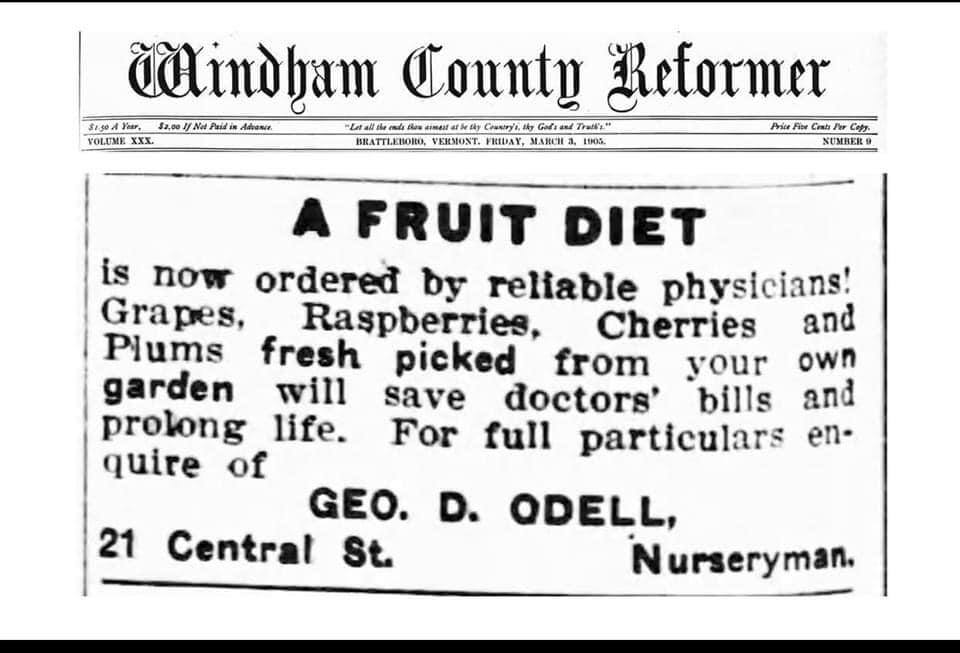 Windham County Reformer
$1.50 A Year, $2.00 If Not Paid in Advance. "Let all the ends thou aimest at be thy Country's, thy God's and Truth's." Price Five Cents Per Copy.
VOLUME XXX. BRATTLEBORO, VERMONT. FRIDAY, MARCH 3, 1905. NUMBER 9
A FRUIT DIET
is now ordered by reliable physicians!
Grapes, Raspberries, Cherries and
Plums fresh picked from your own
garden will save doctors' bills and
prolong life. For full particulars en-
quire of
GEO. D. ODELL,
21 Central St. Nurseryman.